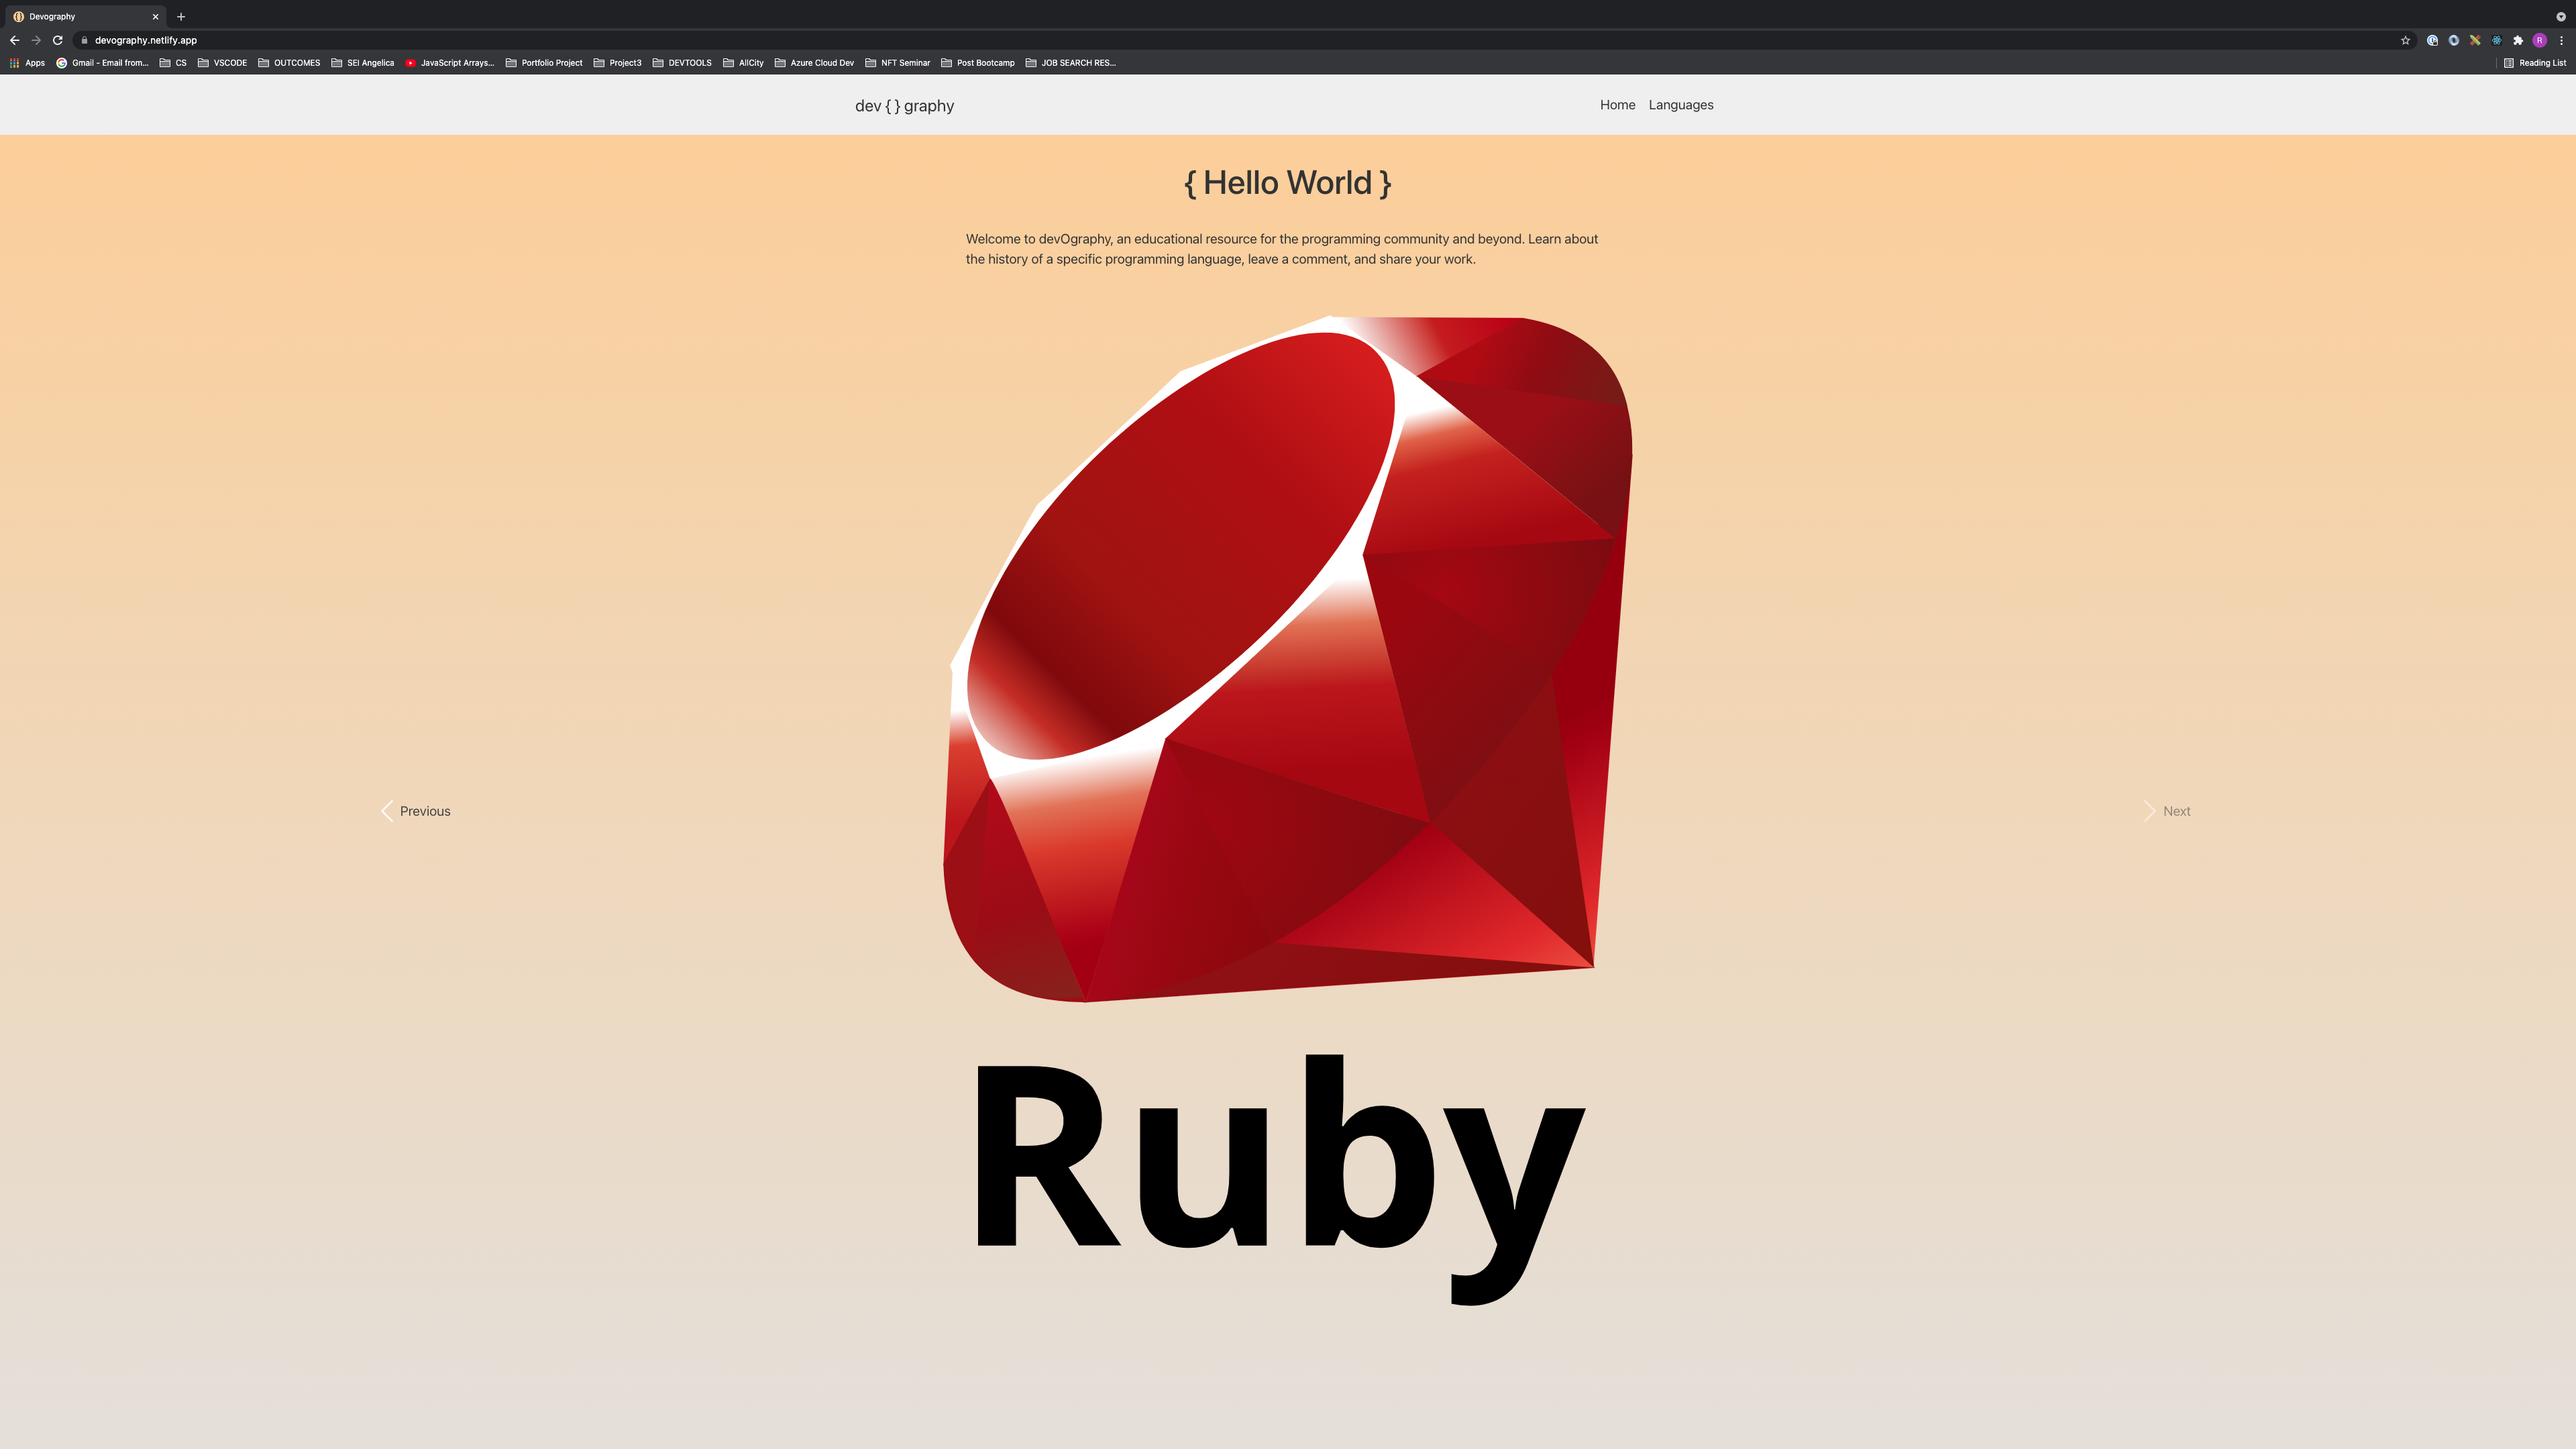 Devography
devography.netlify.app
R
Apps Gmail - Email from... CS VSCODE OUTCOMES SEI Angelica JavaScript Arrays... Portfolio Project Project3 DEVTOOLS AllCity Azure Cloud Dev NFT Seminar Post Bootcamp JOB SEARCH RES... Reading List
dev { } graphy Home Languages
{ Hello World }
Welcome to devOgraphy, an educational resource for the programming community and beyond. Learn about
the history of a specific programming language, leave a comment, and share your work.
Previous Next
Ruby